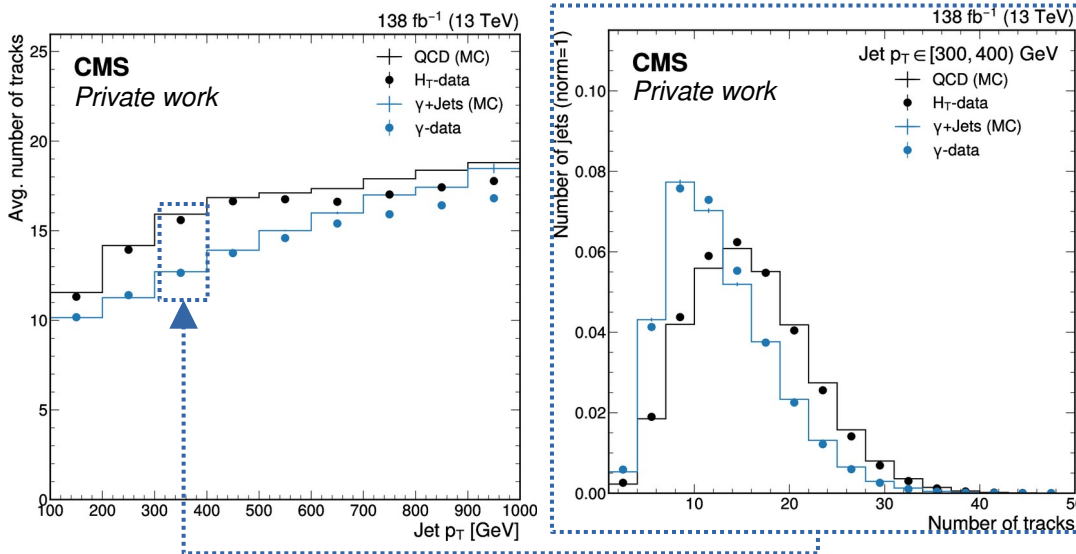 138 fb⁻¹ (13 TeV)
CMS
Private work
QCD (MC)
H_T-data
γ+Jets (MC)
γ-data
Avg. number of tracks
25
20
15
10
5
0
100 200 300 400 500 600 700 800 900 1000
Jet p_T [GeV]
138 fb⁻¹ (13 TeV)
CMS
Private work
Jet p_T ∈ [300, 400) GeV
QCD (MC)
H_T-data
γ+Jets (MC)
γ-data
Number of jets (norm=1)
0.10
0.08
0.06
0.04
0.02
0.00
10 20 30 40 50
Number of tracks